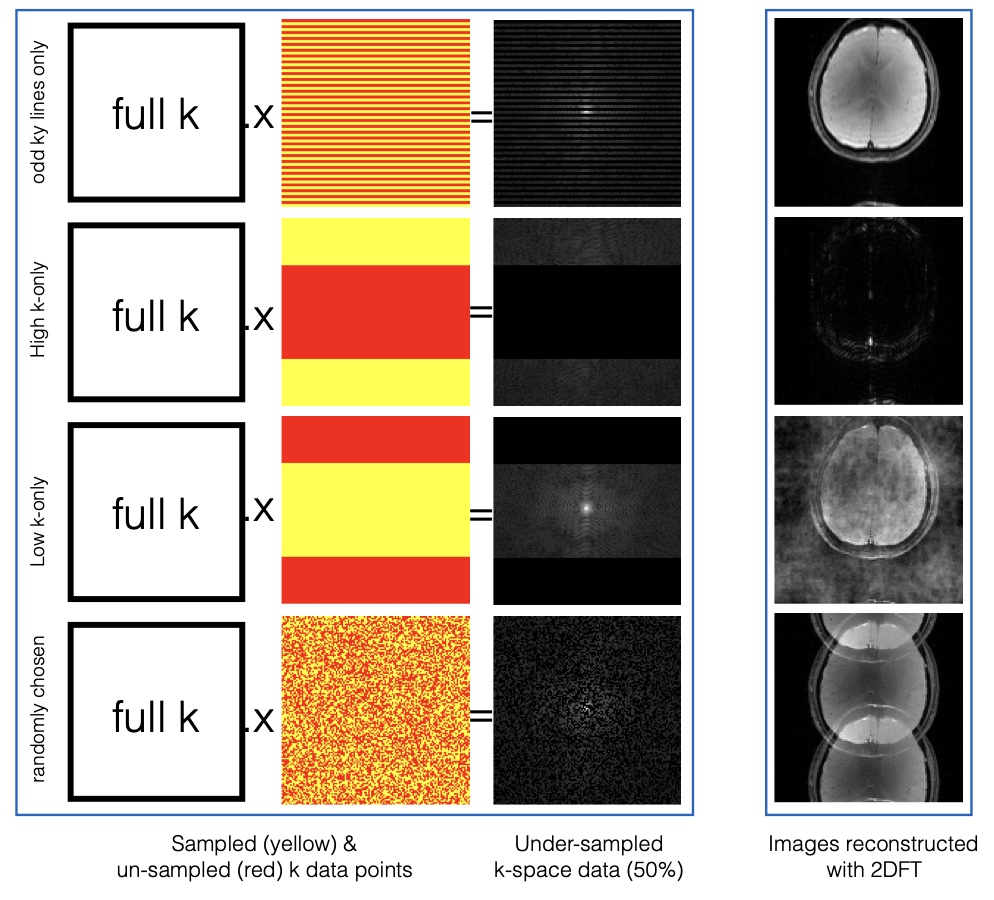 odd ky lines only
full k
.x
=
High k-only
full k
.x
=
Low k-only
full k
.x
=
randomly chosen
full k
.x
=
Sampled (yellow) &
un-sampled (red) k data points
Under-sampled
k-space data (50%)
Images reconstructed
with 2DFT